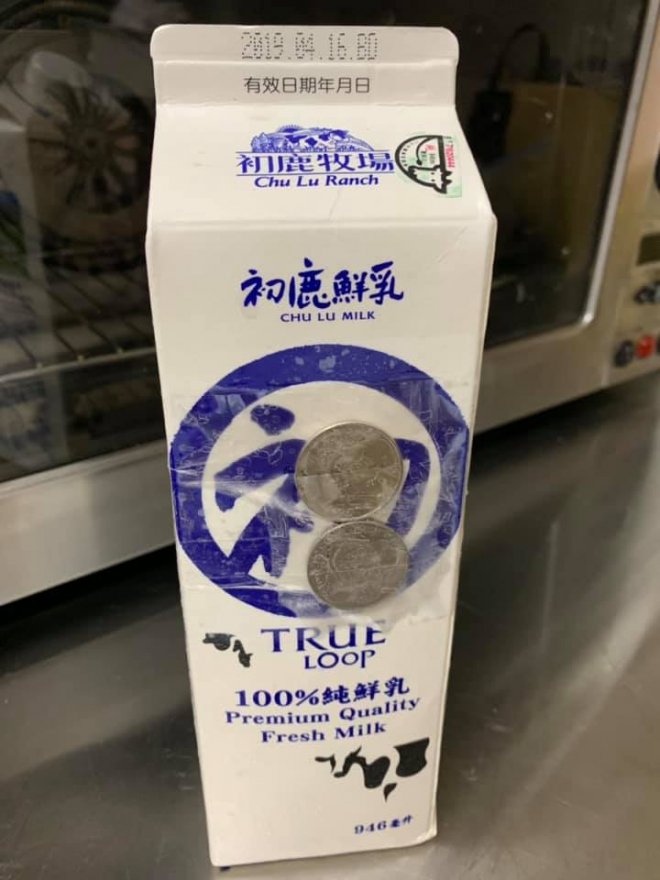 2019.04.16.BD
有效日期年月日
初鹿牧場
Chu Lu Ranch
初鹿鮮乳
CHU LU MILK
初
TRUE
LOOP
100%純鮮乳
Premium Quality
Fresh Milk
946毫升